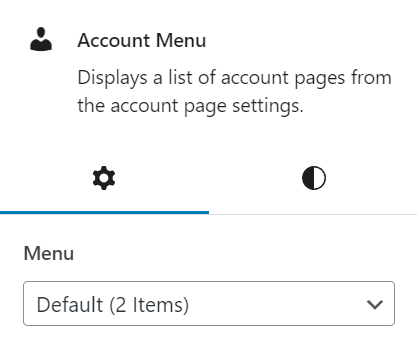 Account Menu
Displays a list of account pages from
the account page settings.
Menu
Default (2 Items)